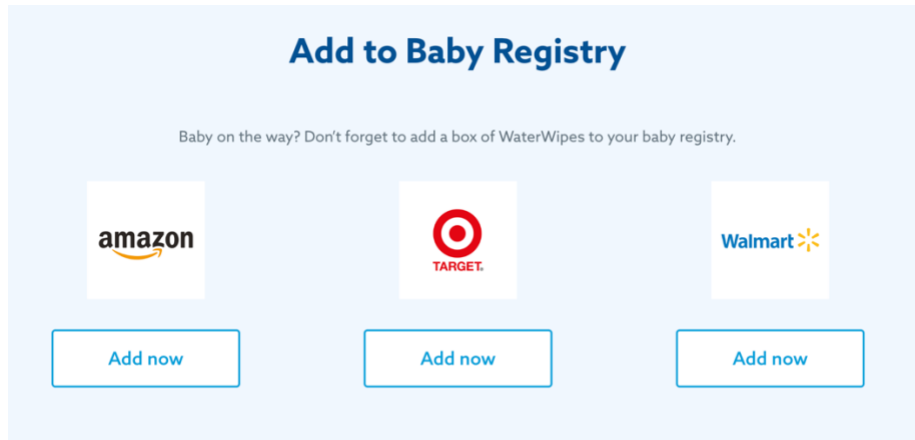 Add to Baby Registry
Baby on the way? Don't forget to add a box of WaterWipes to your baby registry.
amazon
TARGET.
Walmart
Add now
Add now
Add now